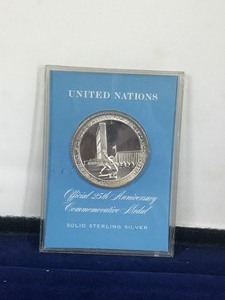 UNITED NATIONS
Official 25th Anniversary
Commemorative Medal
SOLID STERLING SILVER